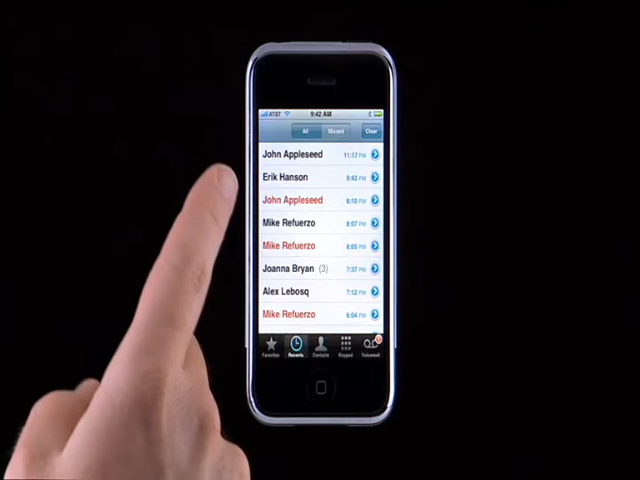 AT&T 9:42 AM
All Missed Clear
John Appleseed 11:17 PM
Erik Hanson 9:43 PM
John Appleseed 8:10 PM
Mike Refuerzo 8:07 PM
Mike Refuerzo 8:05 PM
Joanna Bryan (3) 7:37 PM
Alex Lebosq 7:12 PM
Mike Refuerzo 6:04 PM
Favorites Recents Contacts Keypad Voicemail